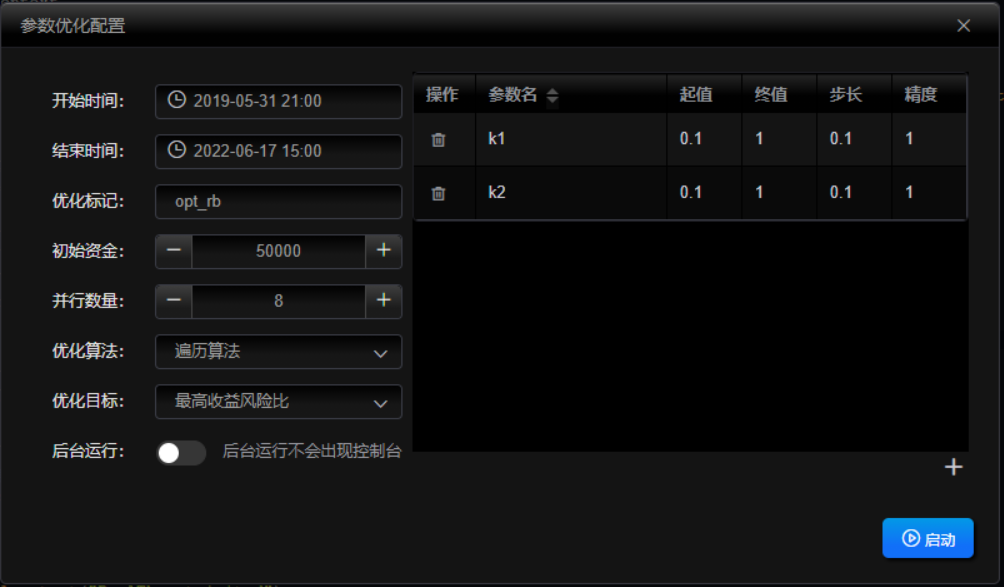 参数优化配置
开始时间: 2019-05-31 21:00
结束时间: 2022-06-17 15:00
优化标记: opt_rb
初始资金: − 50000 +
并行数量: − 8 +
优化算法: 遍历算法
优化目标: 最高收益风险比
后台运行: 后台运行不会出现控制台
操作 参数名 起值 终值 步长 精度
k1 0.1 1 0.1 1
k2 0.1 1 0.1 1
+
启动